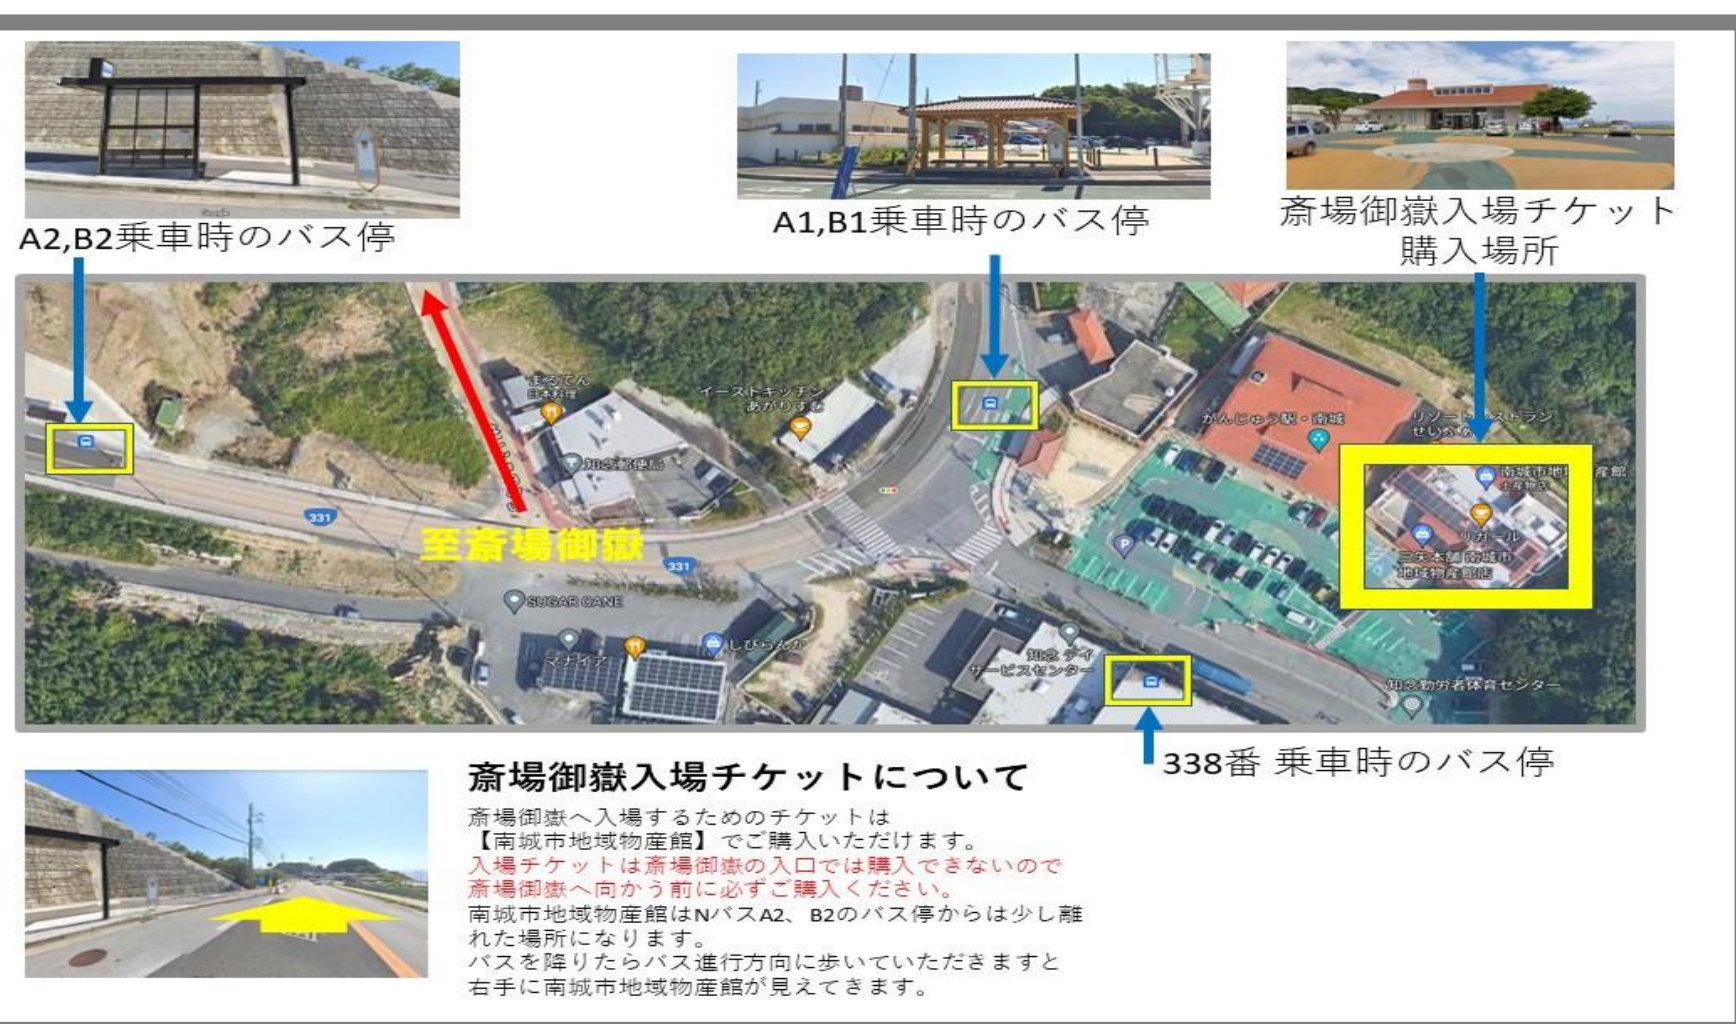 A2,B2乗車時のバス停
A1,B1乗車時のバス停
斎場御嶽入場チケット
購入場所
まるてん
日本料理
イーストキッチン
あがりすむ
がんじゅう駅・南城
知念郵便局
331
至斎場御嶽
331
P
南城市地域物産館
土産物店
リガール
三矢本舗 南城市
地域物産館店
SUGAR CANE
マナイア
しびらんか
知念 デイ
サービスセンター
知念勤労者体育センター
338番 乗車時のバス停
斎場御嶽入場チケットについて
斎場御嶽へ入場するためのチケットは
【南城市地域物産館】でご購入いただけます。
入場チケットは斎場御嶽の入口では購入できないので
斎場御嶽へ向かう前に必ずご購入ください。
南城市地域物産館はNバスA2、B2のバス停からは少し離
れた場所になります。
バスを降りたらバス進行方向に歩いていただきますと
右手に南城市地域物産館が見えてきます。